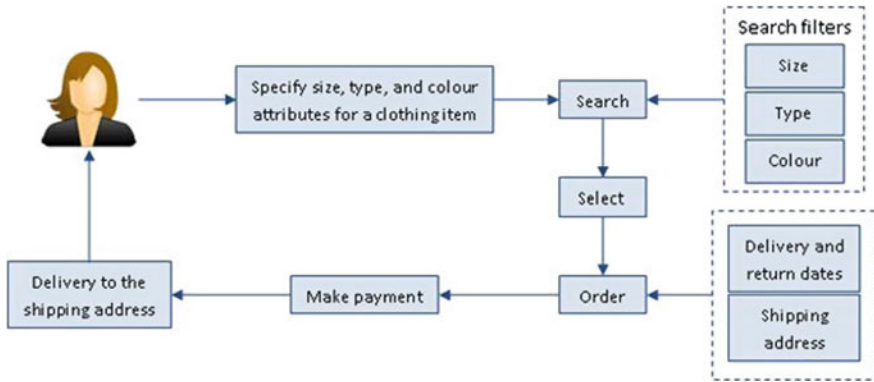 Search filters
Size
Specify size, type, and colour
attributes for a clothing item
Search
Type
Colour
Select
Delivery and
return dates
Delivery to the
shipping address
Make payment
Order
Shipping
address